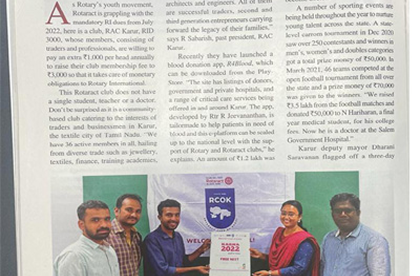 As Rotary's youth movement,
Rotaract is grappling with the
mandatory RI dues from July
2022, here is a club, RAC Karur, RID
3000, whose members, consisting of
traders and professionals, are willing to
pay an extra ₹1,000 per head annually
to raise their club membership fee to
₹3,000 so that it takes care of monetary
obligations to Rotary International.
This Rotaract club does not have
a single student, teacher or a doctor.
Don't be surprised as it is a community-
based club catering to the interests of
traders and businessmen in Karur,
the textile city of Tamil Nadu. "We
have 36 active members in all, hailing
from diverse trade such as jewellery,
textiles, finance, training academies,
architects and engineers. All of them
are successful traders, second and
third generation entrepreneurs carrying
forward the legacy of their families,"
says R Sabarish, past president, RAC
Karur.
Recently they have launched a
blood donation app, RABlood, which
can be downloaded from the Play-
Store. "The site has listings of donors,
government and private hospitals, and
a range of critical care services being
offered in and around Karur. The app,
developed by Rtr R Jeevananthan, is
tailormade to help patients in need of
blood and this e-platform can be scaled
up to the national level with the sup-
port of Rotary and Rotaract clubs," he
explains. An amount of ₹1.2 lakh was
A number of sporting events are
being held throughout the year to nurture
young talent across the state. A state
level carrom tournament in Dec 2020
saw over 250 contestants and winners in
men's, women's and doubles categories
got a total prize money of ₹50,000. In
March 2021, 46 teams competed at the
open football tournament from all over
the state and a prize money of ₹70,000
was given to the winners. "We raised
₹3.5 lakh from the football matches and
donated ₹50,000 to N Hariharan, a final
year medical student, for his college
fees. Now he is a doctor at the Salem
Government Hospital."
Karur deputy mayor Dharani
Saravanan flagged off a three-day
RCOK
2022